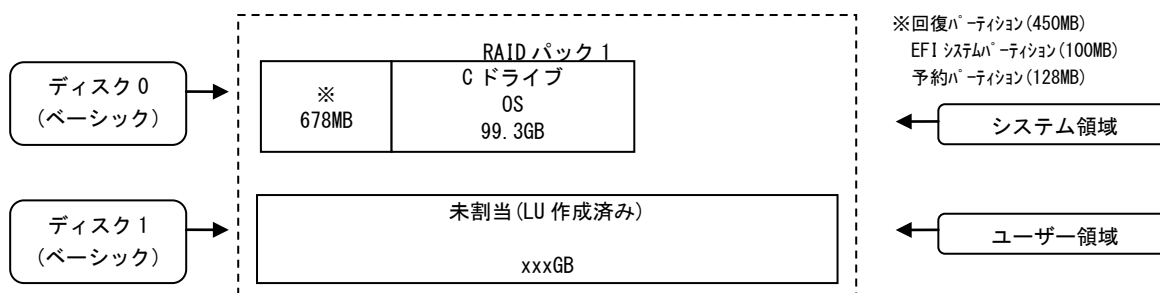 ※回復パーティション(450MB)
EFI システムパーティション(100MB)
予約パーティション(128MB)
RAID パック 1
ディスク 0
(ベーシック)
※
678MB
C ドライブ
OS
99.3GB
システム領域
ディスク 1
(ベーシック)
未割当(LU 作成済み)
xxxGB
ユーザー領域